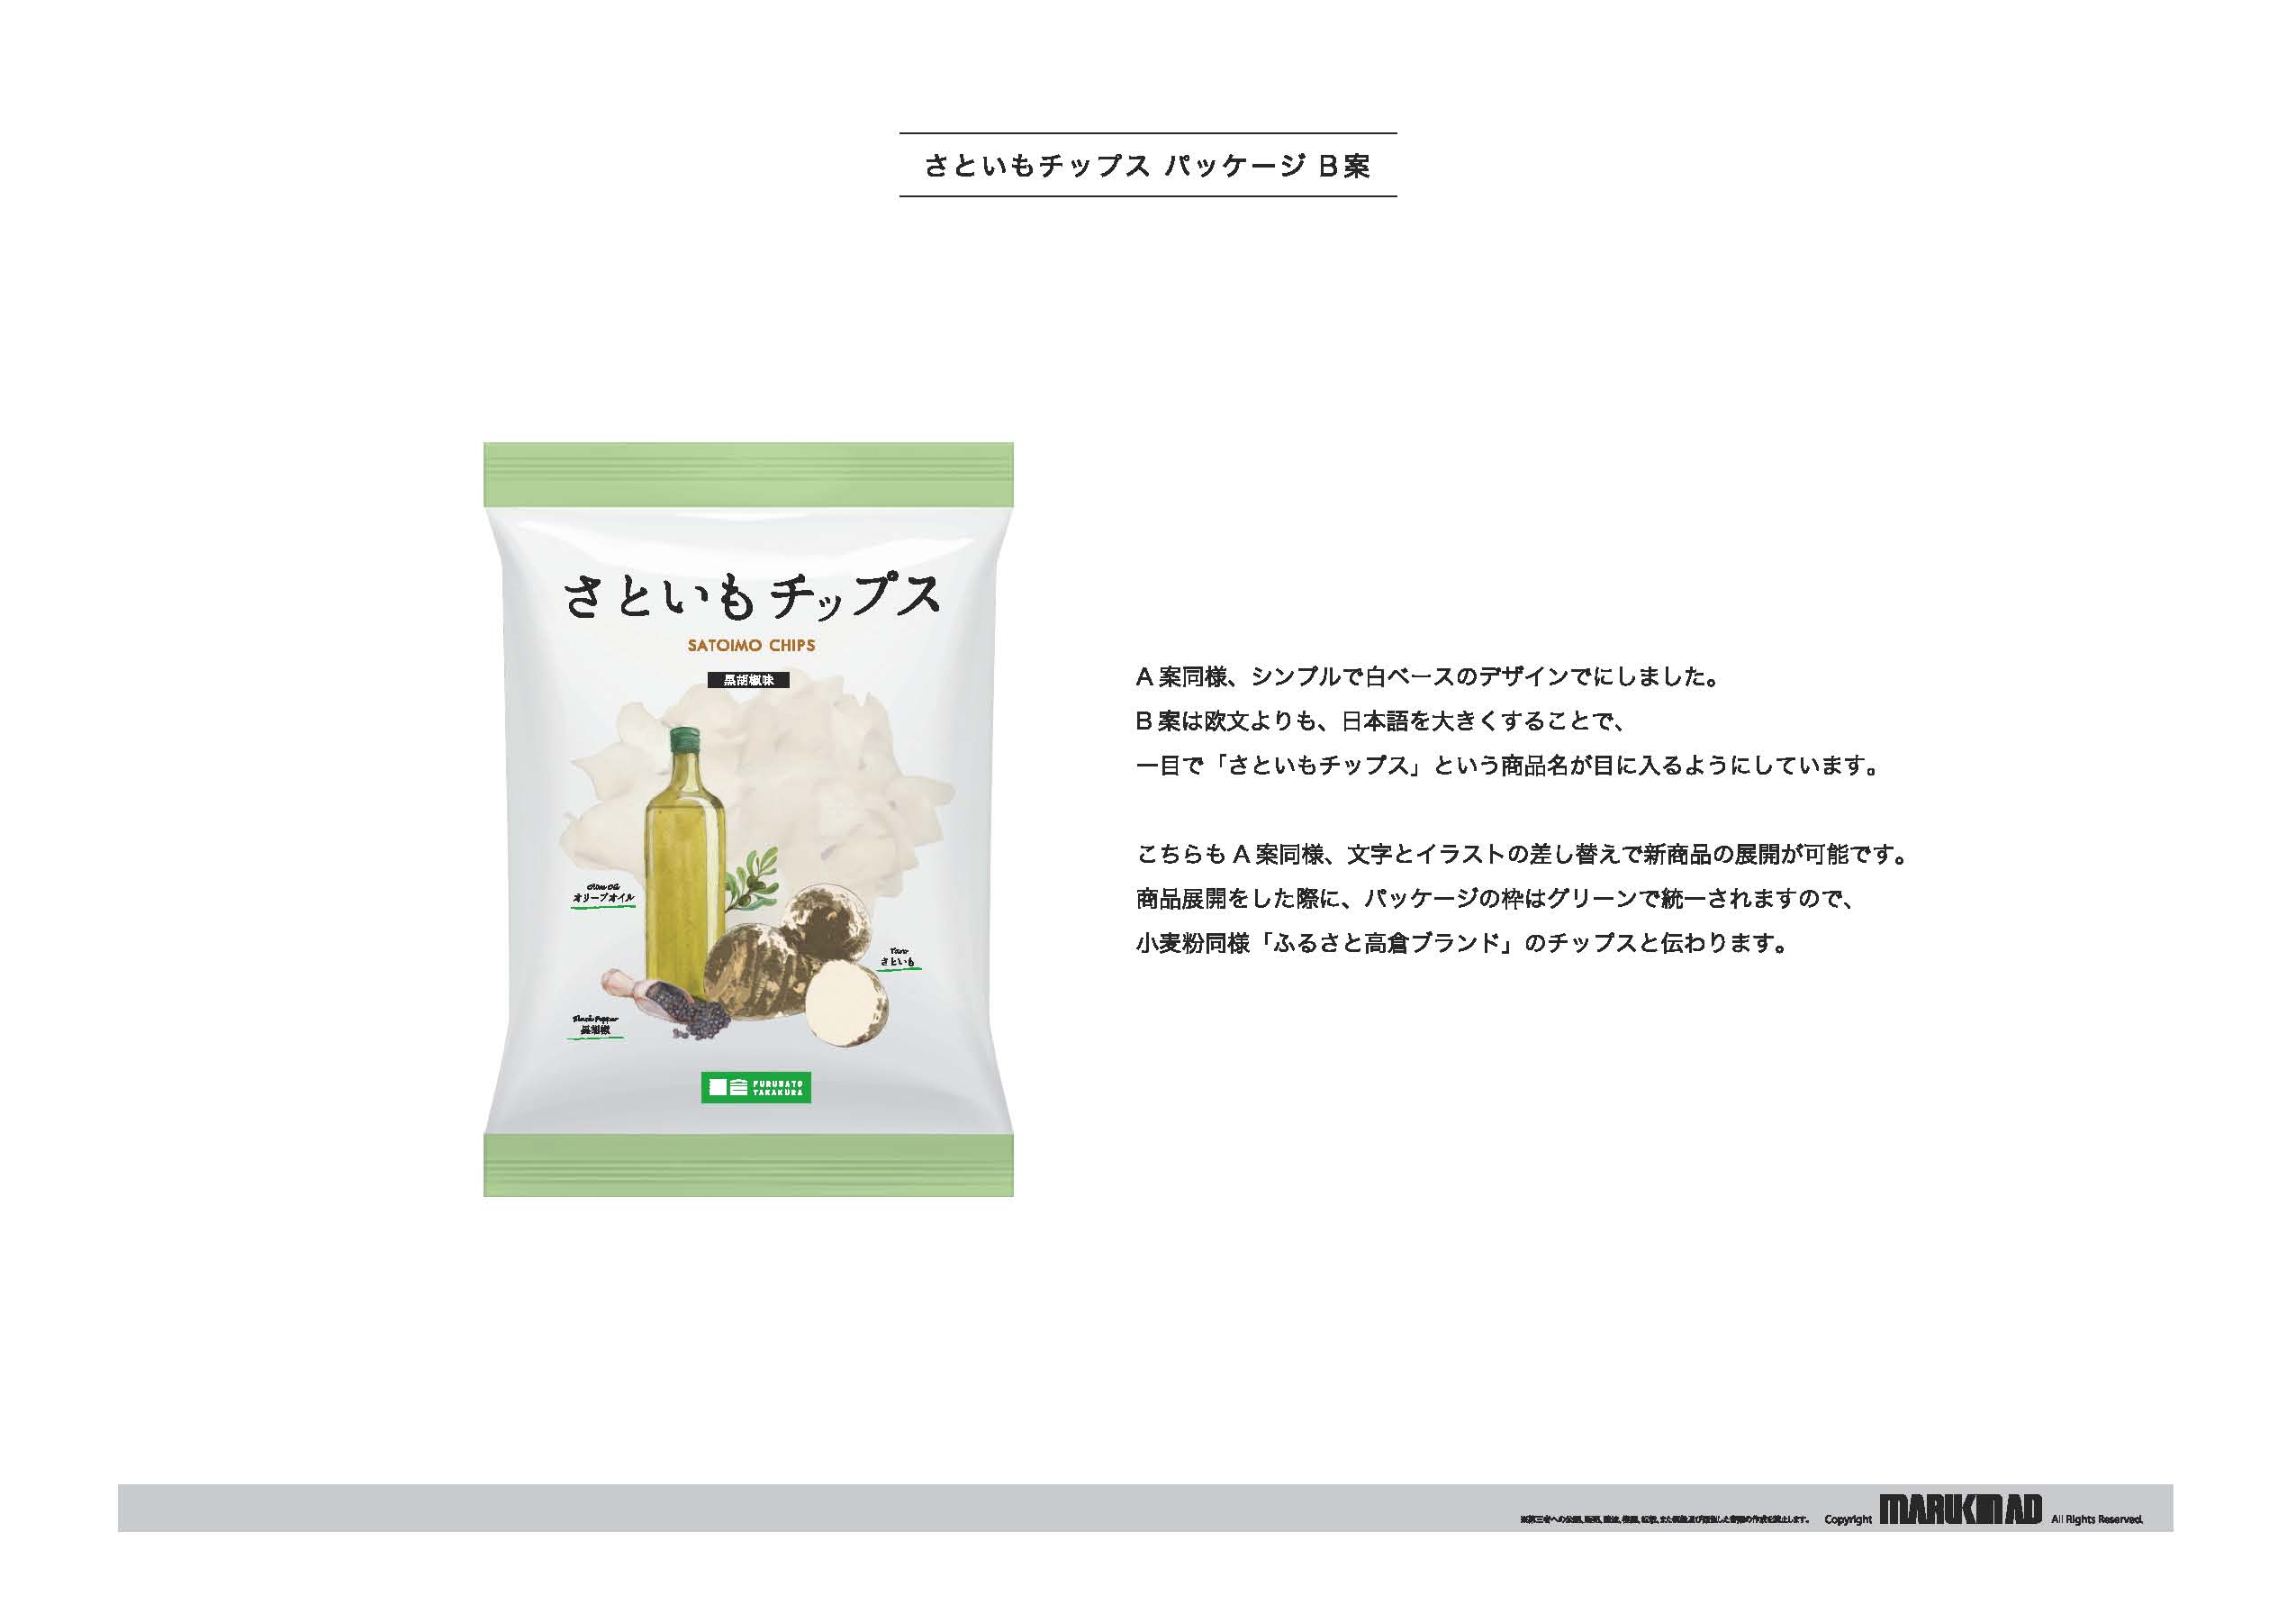 さといもチップス パッケージ B案
さといもチップス
SATOIMO CHIPS
黒胡椒味
Olive Oil
オリーブオイル
Taro
さといも
Black Pepper
黒胡椒
FURUSATO
TAKAKURA
A 案同様、シンプルで白ベースのデザインでにしました。
B 案は欧文よりも、日本語を大きくすることで、
一目で「さといもチップス」という商品名が目に入るようにしています。
こちらも A 案同様、文字とイラストの差し替えで新商品の展開が可能です。
商品展開をした際に、パッケージの枠はグリーンで統一されますので、
小麦粉同様「ふるさと高倉ブランド」のチップスと伝わります。
Copyright MARUKIN AD All Rights Reserved.